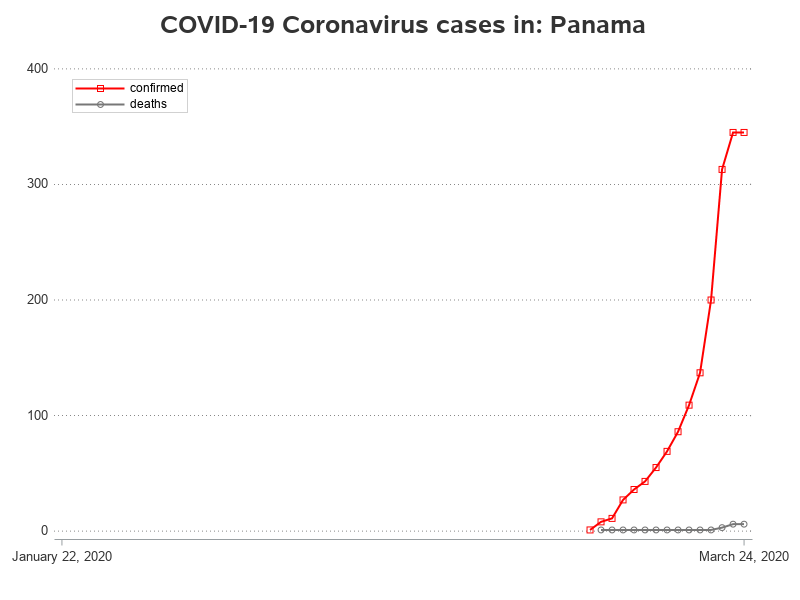 COVID-19 Coronavirus cases in: Panama
400
confirmed
deaths
300
200
100
0
January 22, 2020
March 24, 2020